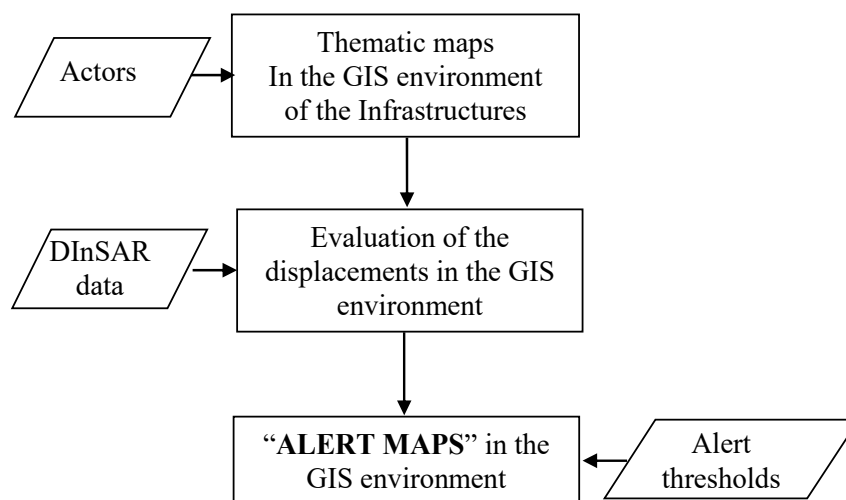 Actors
Thematic maps
In the GIS environment
of the Infrastructures
DInSAR
data
Evaluation of the
displacements in the GIS
environment
“ALERT MAPS” in the
GIS environment
Alert
thresholds